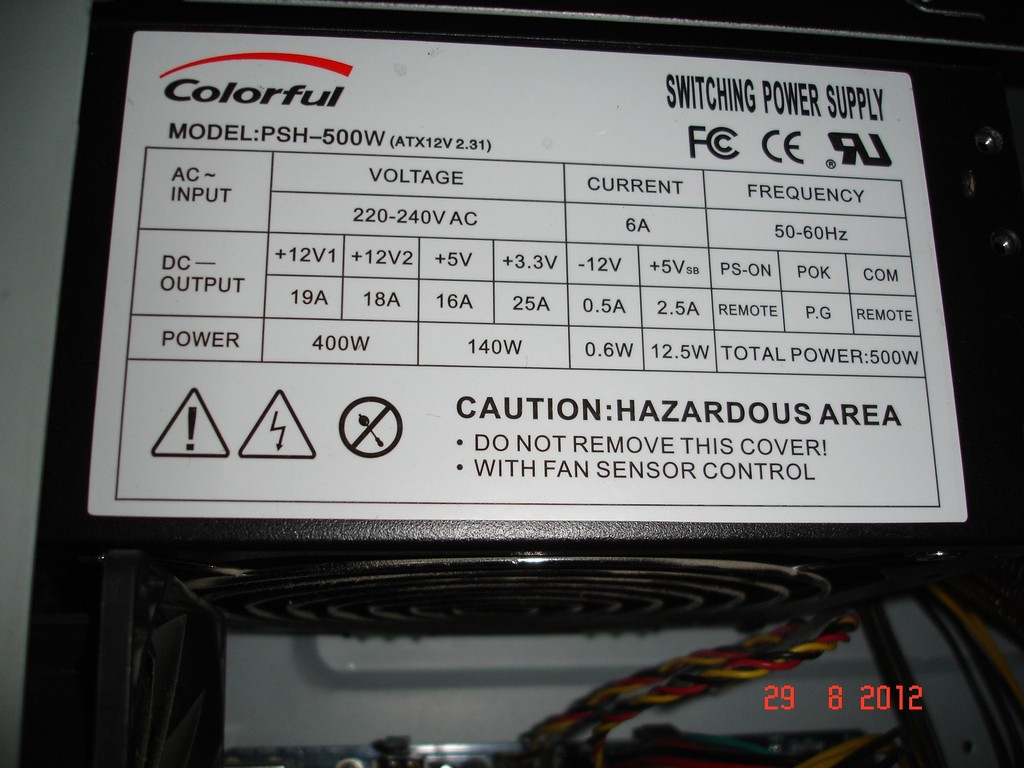 Colorful
SWITCHING POWER SUPPLY
MODEL:PSH-500W (ATX12V 2.31)
FC CE ® RU
AC~ INPUT VOLTAGE CURRENT FREQUENCY
220-240V AC 6A 50-60Hz
DC— OUTPUT +12V1 +12V2 +5V +3.3V -12V +5VSB PS-ON POK COM
19A 18A 16A 25A 0.5A 2.5A REMOTE P.G REMOTE
POWER 400W 140W 0.6W 12.5W TOTAL POWER:500W
CAUTION:HAZARDOUS AREA
• DO NOT REMOVE THIS COVER!
• WITH FAN SENSOR CONTROL
29 8 2012